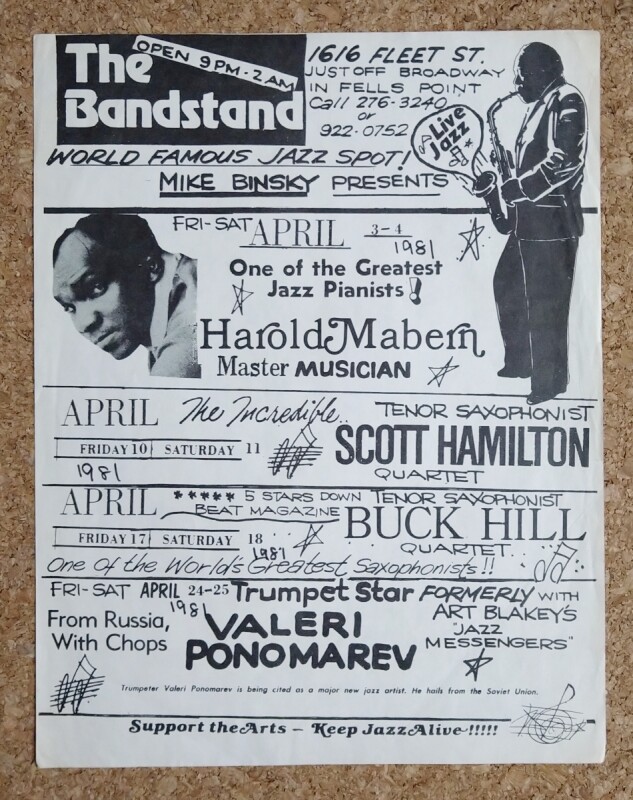 The
Bandstand
OPEN 9PM-2AM
1616 FLEET ST.
JUST OFF BROADWAY
IN FELLS POINT
Call 276-3240
or
922-0752
Live
Jazz
WORLD FAMOUS JAZZ SPOT!
MIKE BINSKY PRESENTS
FRI-SAT APRIL 3-4
1981
One of the Greatest
Jazz Pianists!
Harold Mabern
Master MUSICIAN
APRIL The Incredible..
FRIDAY 10 SATURDAY 11
1981
TENOR SAXOPHONIST
SCOTT HAMILTON
QUARTET
APRIL ***** 5 STARS DOWN
BEAT MAGAZINE
FRIDAY 17 SATURDAY 18
1981
TENOR SAXOPHONIST
BUCK HILL
QUARTET...
One of the World's Greatest Saxophonists!!
FRI-SAT APRIL 24-25
1981
Trumpet Star FORMERLY WITH
ART BLAKEY'S
"JAZZ
MESSENGERS"
From Russia,
With Chops
VALERI
PONOMAREV
Trumpeter Valeri Ponomarev is being cited as a major new jazz artist. He hails from the Soviet Union.
Support the Arts - Keep Jazz Alive!!!!!